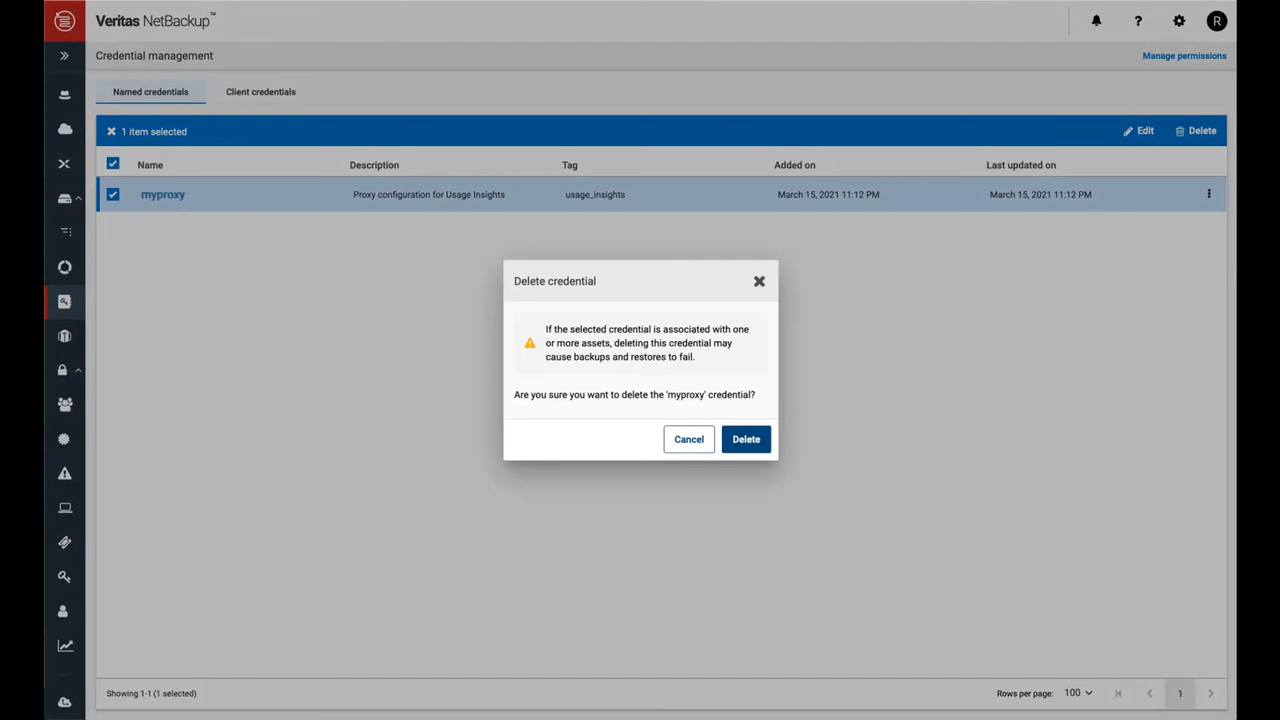 Veritas NetBackup™
R
Credential management
Manage permissions
Named credentials
Client credentials
1 item selected
Edit
Delete
Name
Description
Tag
Added on
Last updated on
myproxy
Proxy configuration for Usage Insights
usage_insights
March 15, 2021 11:12 PM
March 15, 2021 11:12 PM
Delete credential
If the selected credential is associated with one
or more assets, deleting this credential may
cause backups and restores to fail.
Are you sure you want to delete the 'myproxy' credential?
Cancel
Delete
Showing 1-1 (1 selected)
Rows per page:
100
1